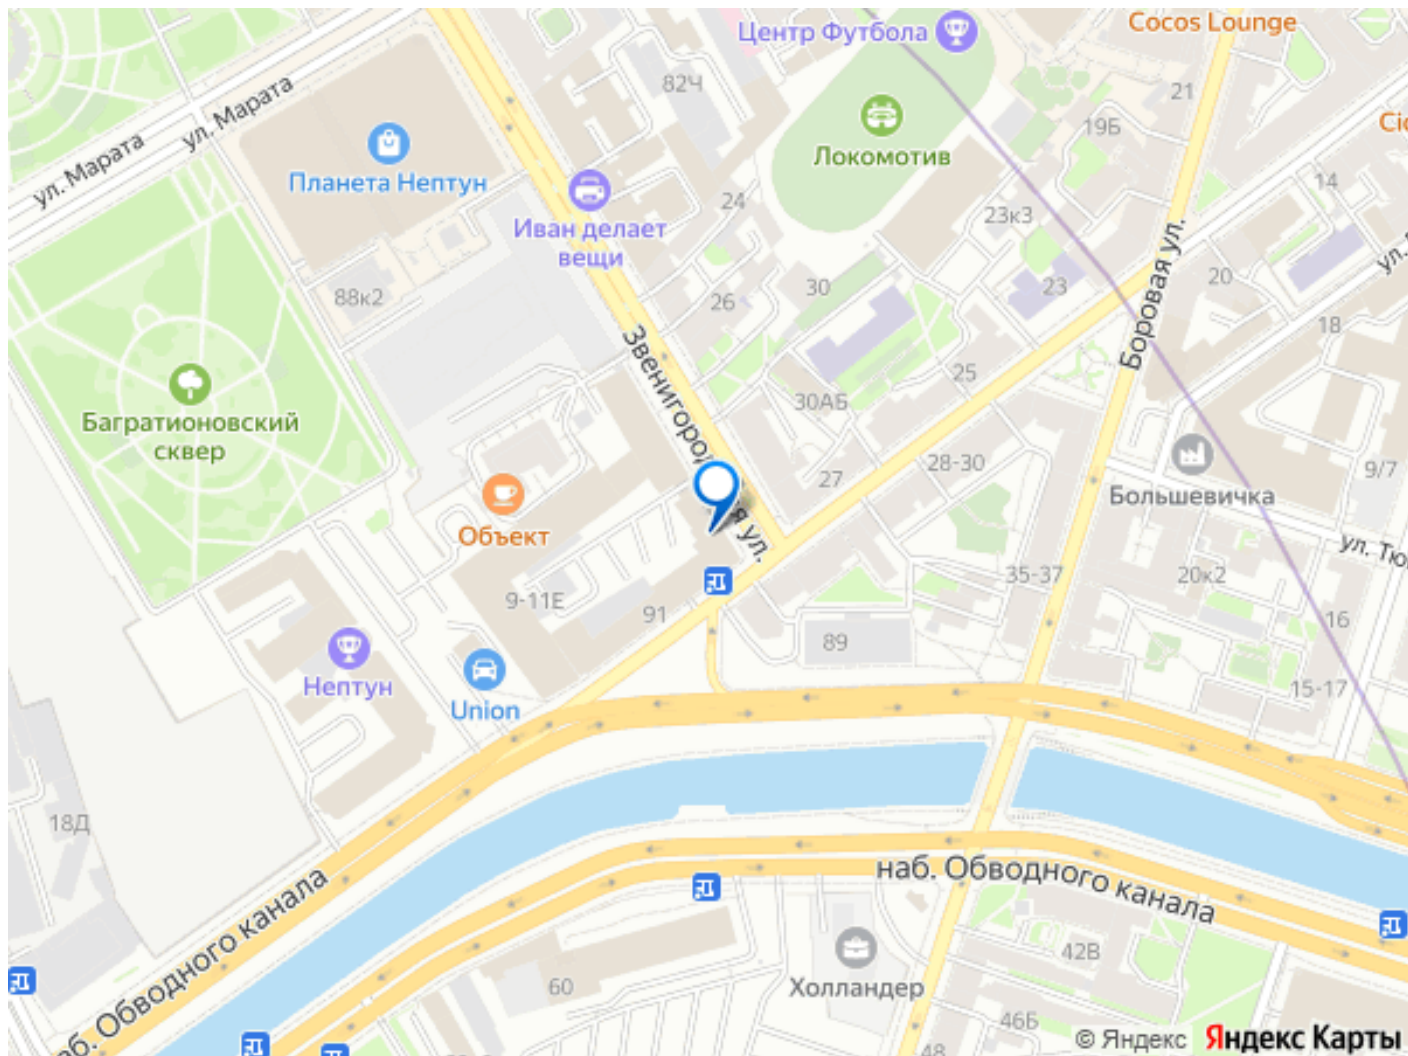 Центр Футбола
Cocos Lounge
82Ч
21
19Б
ул. Марата
ул. Марата
Планета Нептун
Локомотив
14
Иван делает
вещи
24
23к3
88к2
26
30
23
20
Боровая ул.
18
Звенигородская ул.
25
30АБ
Багратионовский
сквер
27
28-30
9/7
Большевичка
Объект
35-37
20к2
16
9-11Е
91
89
Нептун
Union
15-17
18Д
наб. Обводного канала
наб. Обводного канала
42В
60
Холландер
46Б
48
© Яндекс Яндекс Карты